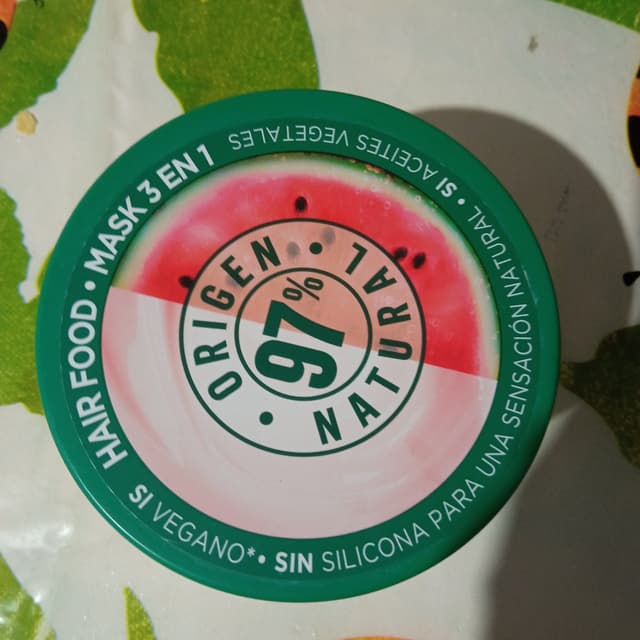 HAIR FOOD • MASK 3 EN 1
SI VEGANO* • SIN SILICONA PARA UNA SENSACIÓN NATURAL • SI ACEITES VEGETALES
ORIGEN • NATURAL •
97%